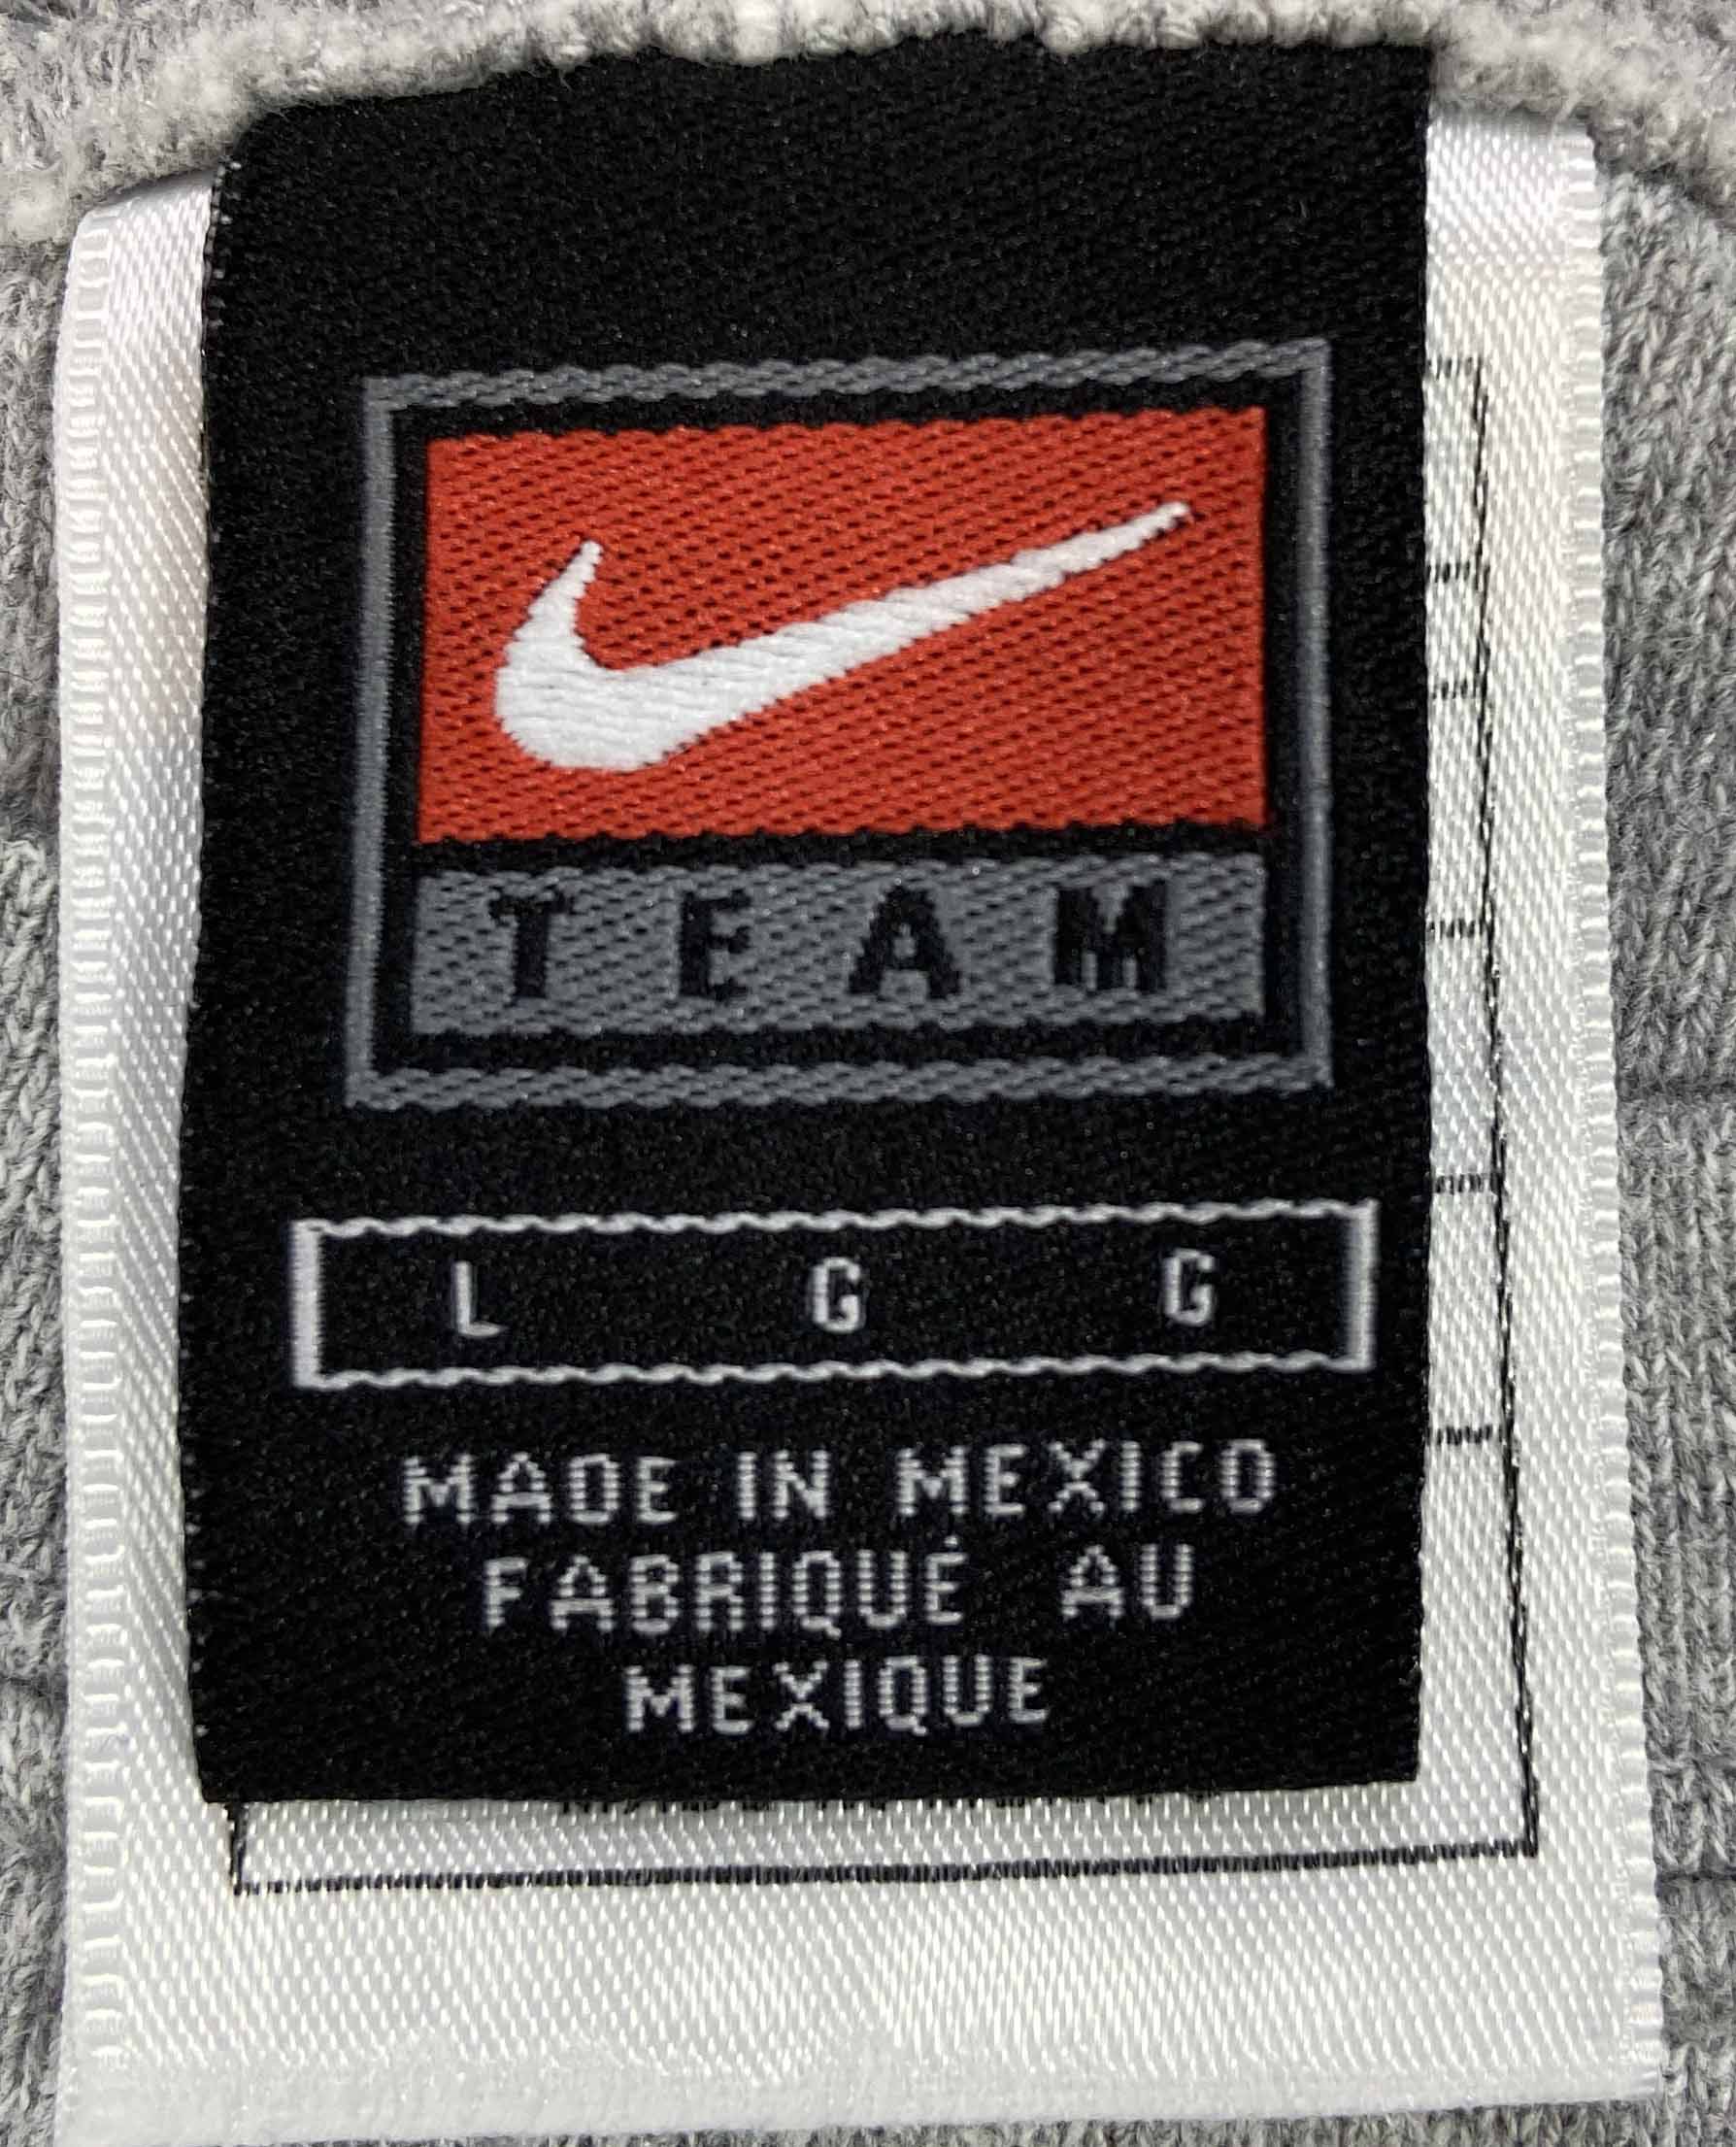 TEAM
L G G
MADE IN MEXICO
FABRIQUÉ AU
MEXIQUE